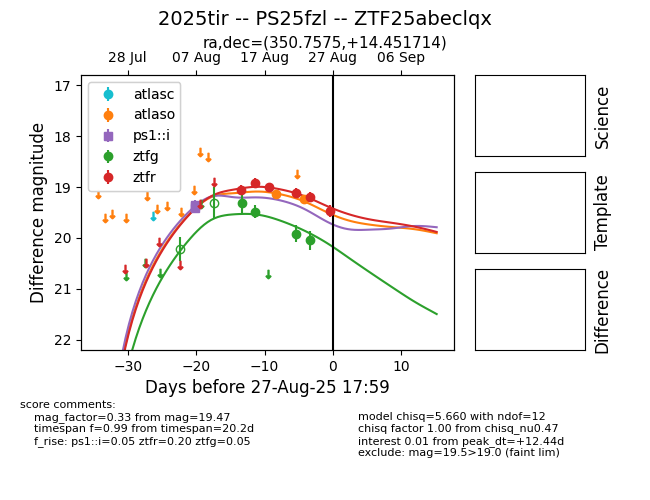 2025tir -- PS25fzl -- ZTF25abeclqx
ra,dec=(350.7575,+14.451714)
28 Jul 07 Aug 17 Aug 27 Aug 06 Sep
17
18
19
20
21
22
Difference magnitude
atlasc
atlaso
ps1::i
ztfg
ztfr
−30 −20 −10 0 10
Days before 27-Aug-25 17:59
Science
Template
Difference
score comments:
mag_factor=0.33 from mag=19.47
timespan f=0.99 from timespan=20.2d
f_rise: ps1::i=0.05 ztfr=0.20 ztfg=0.05
model chisq=5.660 with ndof=12
chisq factor 1.00 from chisq_nu0.47
interest 0.01 from peak_dt=+12.44d
exclude: mag=19.5>19.0 (faint lim)